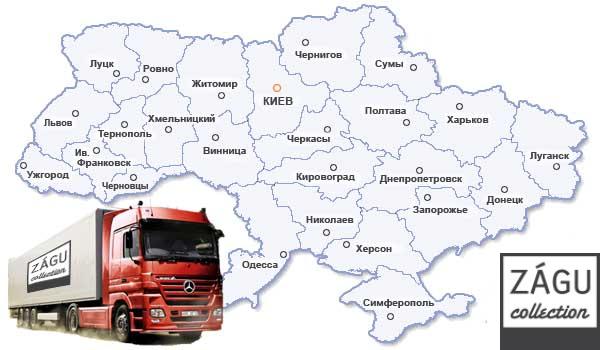 Чернигов
Луцк
Ровно
Сумы
Житомир
КИЕВ
Львов
Хмельницкий
Тернополь
Полтава
Харьков
Черкасы
Винница
Ив.
Франковск
Ужгород
Черновцы
Кировоград
Днепропетровск
Луганск
Запорожье
Донецк
Николаев
Херсон
Одесса
Симферополь
ZÁGU
collection
ZÁGU
collection